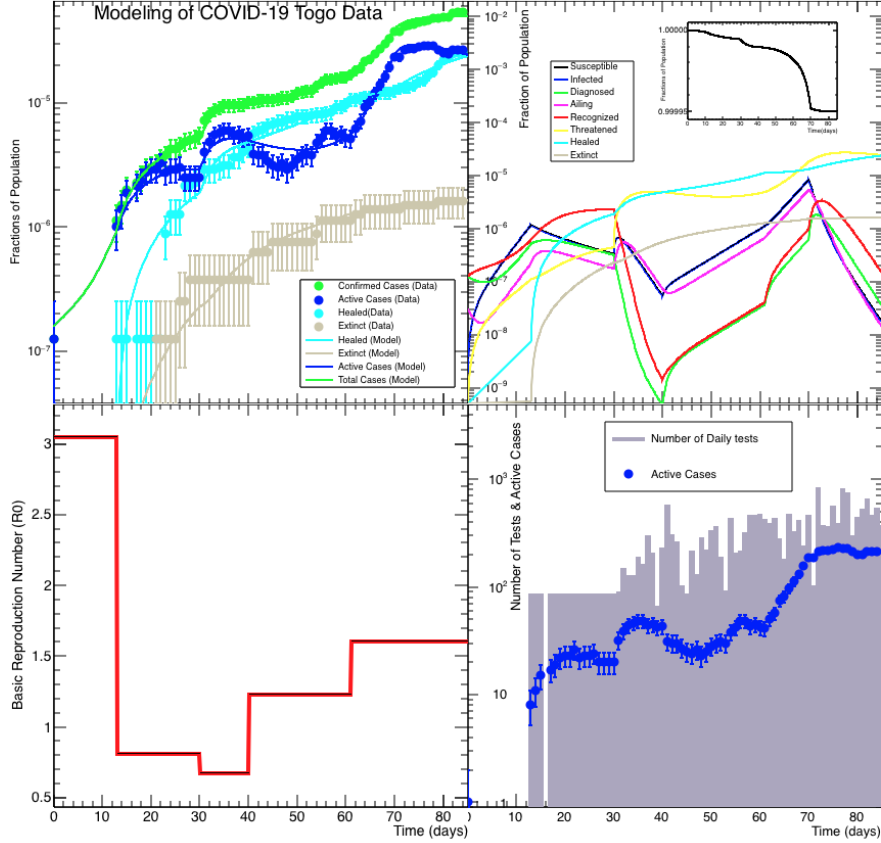 Modeling of COVID-19 Togo Data
Fractions of Population
10^-5
10^-6
10^-7
Confirmed Cases (Data)
Active Cases (Data)
Healed(Data)
Extinct (Data)
Healed (Model)
Extinct (Model)
Active Cases (Model)
Total Cases (Model)
Fraction of Population
10^-2
10^-3
10^-4
10^-5
10^-6
10^-7
10^-8
10^-9
Susceptible
Infected
Diagnosed
Ailing
Recognized
Threatened
Healed
Extinct
Fractions of Population
1.00000
0.999995
0 10 20 30 40 50 60 70 80
Time(days)
Basic Reproduction Number (R0)
3
2.5
2
1.5
1
0.5
0 10 20 30 40 50 60 70 80
Time (days)
Number of Tests & Active Cases
10^3
10^2
10
1
Number of Daily tests
Active Cases
10 20 30 40 50 60 70 80
Time (days)